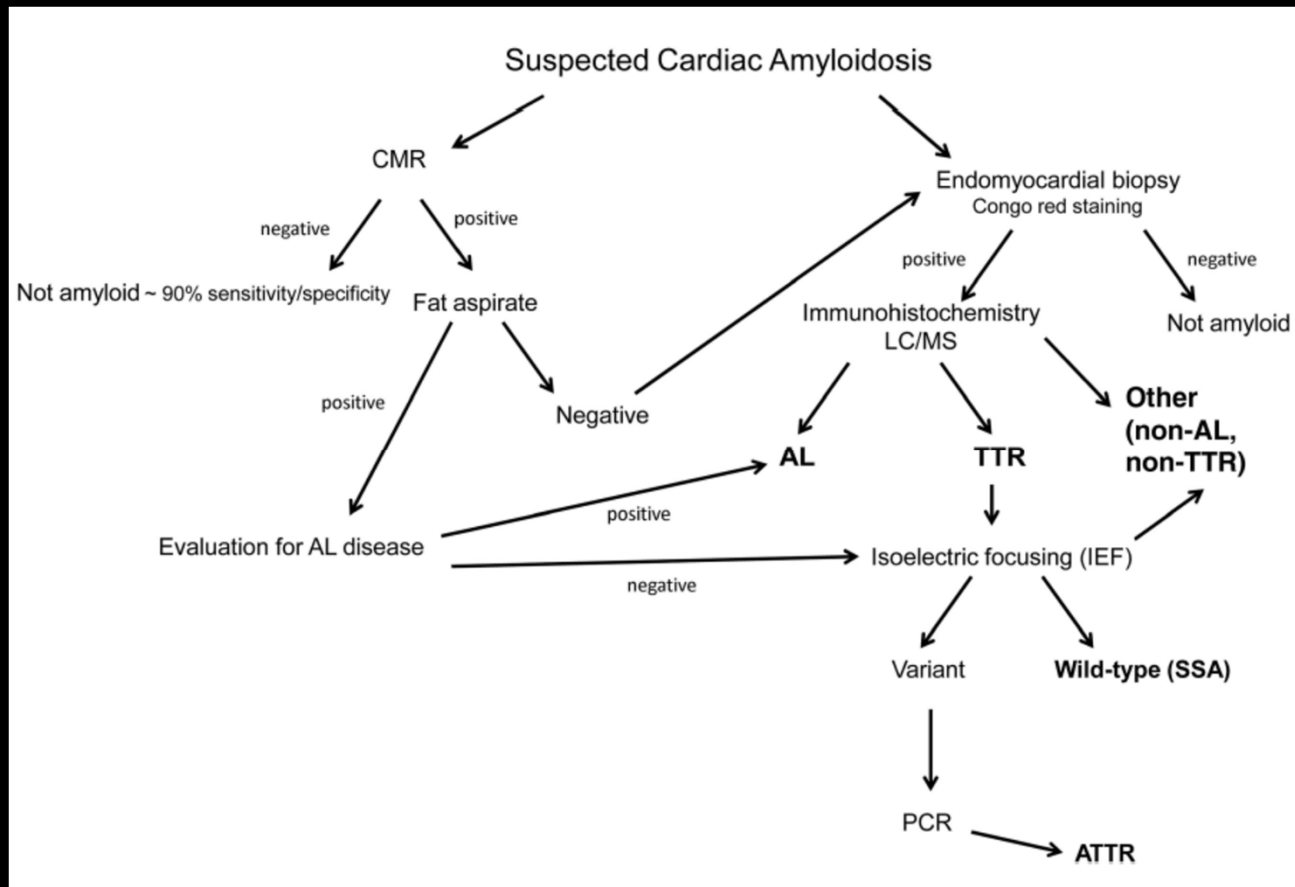 Suspected Cardiac Amyloidosis
CMR
Endomyocardial biopsy
Congo red staining
negative
positive
positive
negative
Not amyloid ~ 90% sensitivity/specificity
Fat aspirate
Immunohistochemistry
LC/MS
Not amyloid
positive
Negative
Other
(non-AL,
non-TTR)
AL
TTR
positive
Evaluation for AL disease
negative
Isoelectric focusing (IEF)
Variant
Wild-type (SSA)
PCR
ATTR